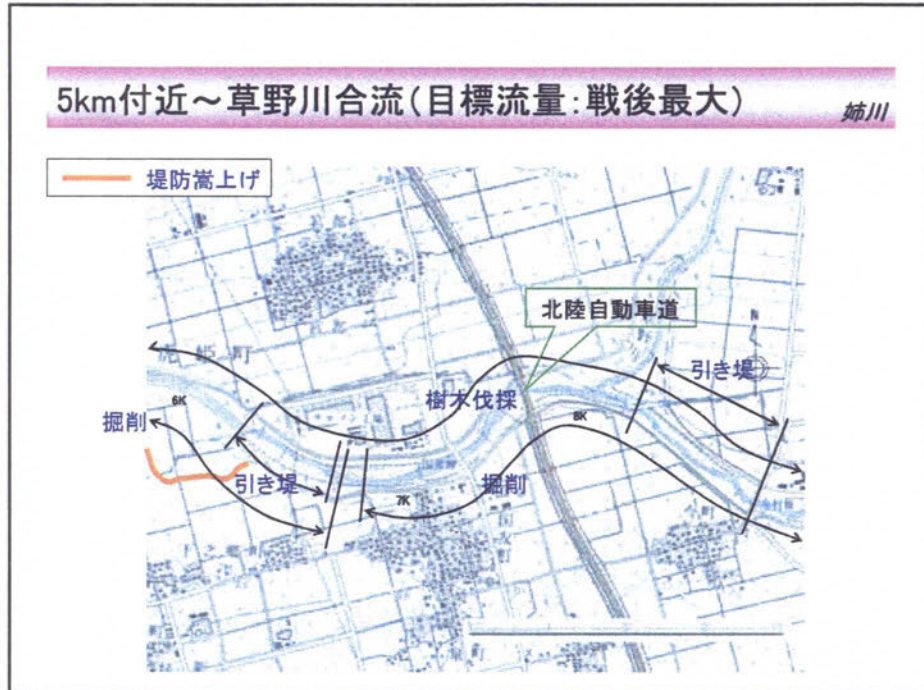 5km付近～草野川合流(目標流量:戦後最大)
姉川
堤防嵩上げ
北陸自動車道
引き堤
樹木伐採
6K
8K
掘削
引き堤
掘削
7K
N